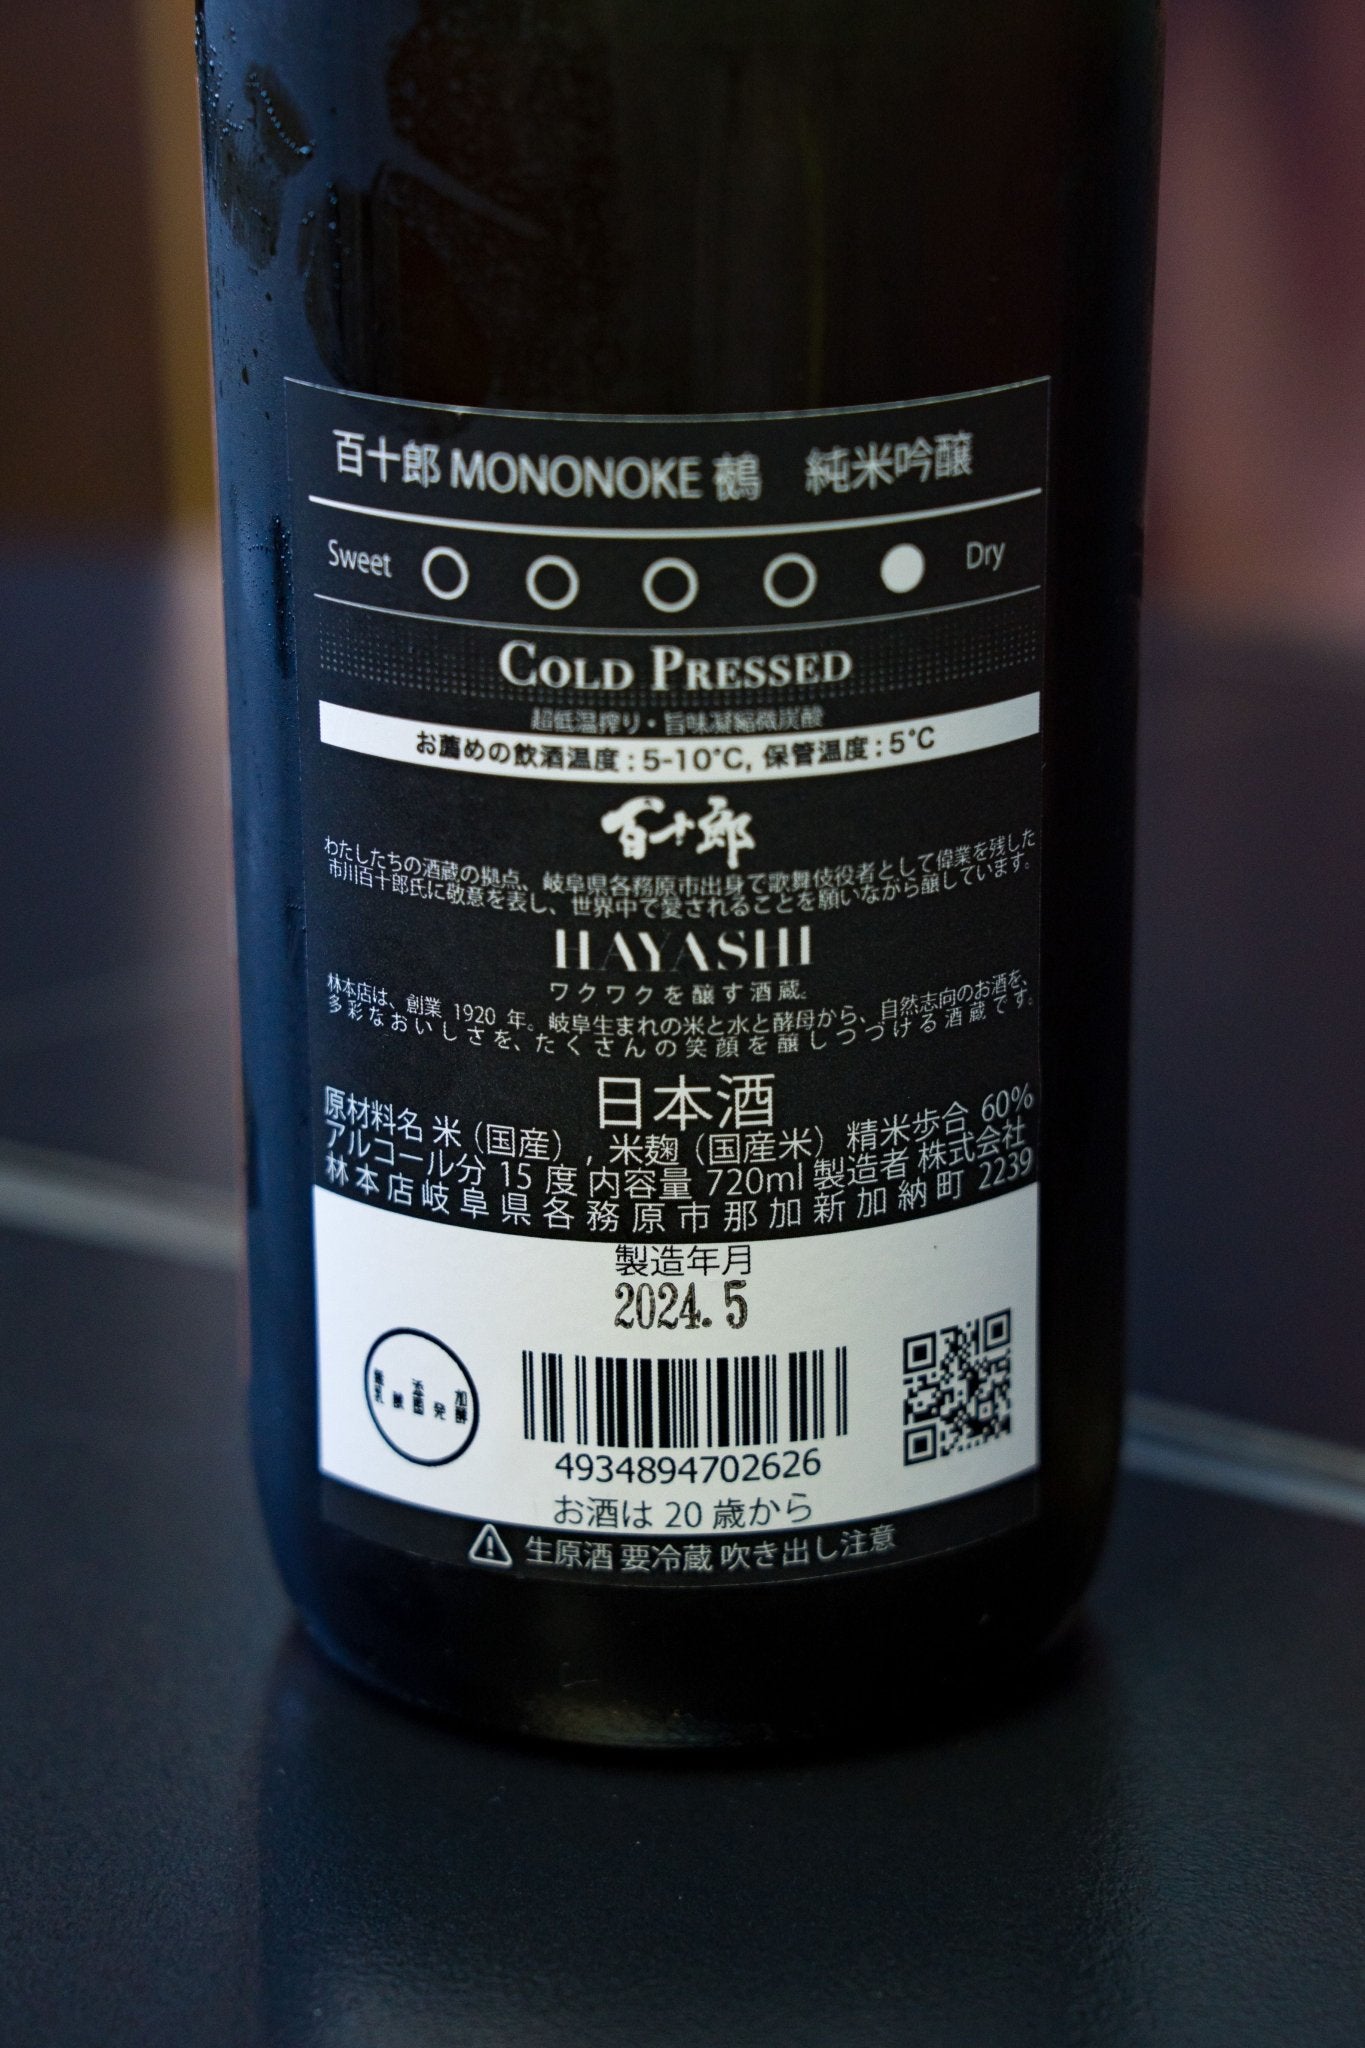 百十郎 MONONOKE 鵺　純米吟醸
Sweet ○ ○ ○ ○ ● Dry
COLD PRESSED
超低温搾り・旨味凝縮微炭酸
お薦めの飲酒温度 : 5-10°C, 保管温度 : 5°C
百十郎
わたしたちの酒蔵の拠点、岐阜県各務原市出身で歌舞伎役者として偉業を残した
市川百十郎氏に敬意を表し、世界中で愛されることを願いながら醸しています。
HAYASHI
ワクワクを醸す酒蔵。
林本店は、創業 1920 年。岐阜生まれの米と水と酵母から、自然志向のお酒を、
多彩なおいしさを、たくさんの笑顔を醸しつづける酒蔵です。
日本酒
原材料名 米（国産）, 米麹（国産米）精米歩合 60%
アルコール分 15 度 内容量 720ml 製造者 株式会社
林本店岐阜県各務原市那加新加納町 2239
製造年月
2024. 5
添加
乳酸菌発酵
4934894702626
お酒は 20 歳から
⚠ 生原酒 要冷蔵 吹き出し注意